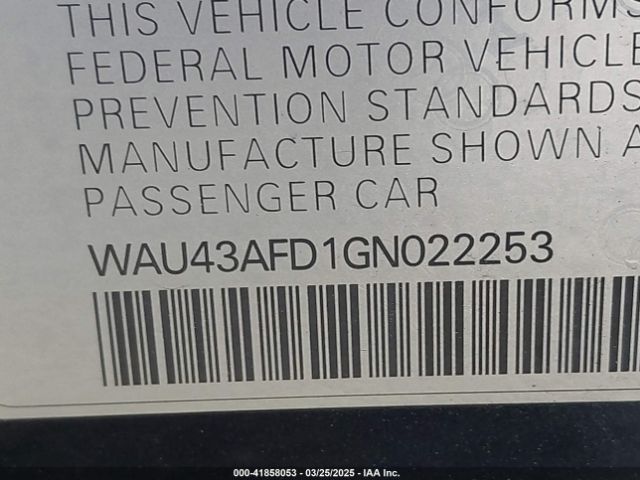 THIS VEHICLE CONFORMS
FEDERAL MOTOR VEHICLE
PREVENTION STANDARDS
MANUFACTURE SHOWN A
PASSENGER CAR
WAU43AFD1GN022253
000-41858053 - 03/25/2025 - IAA Inc.